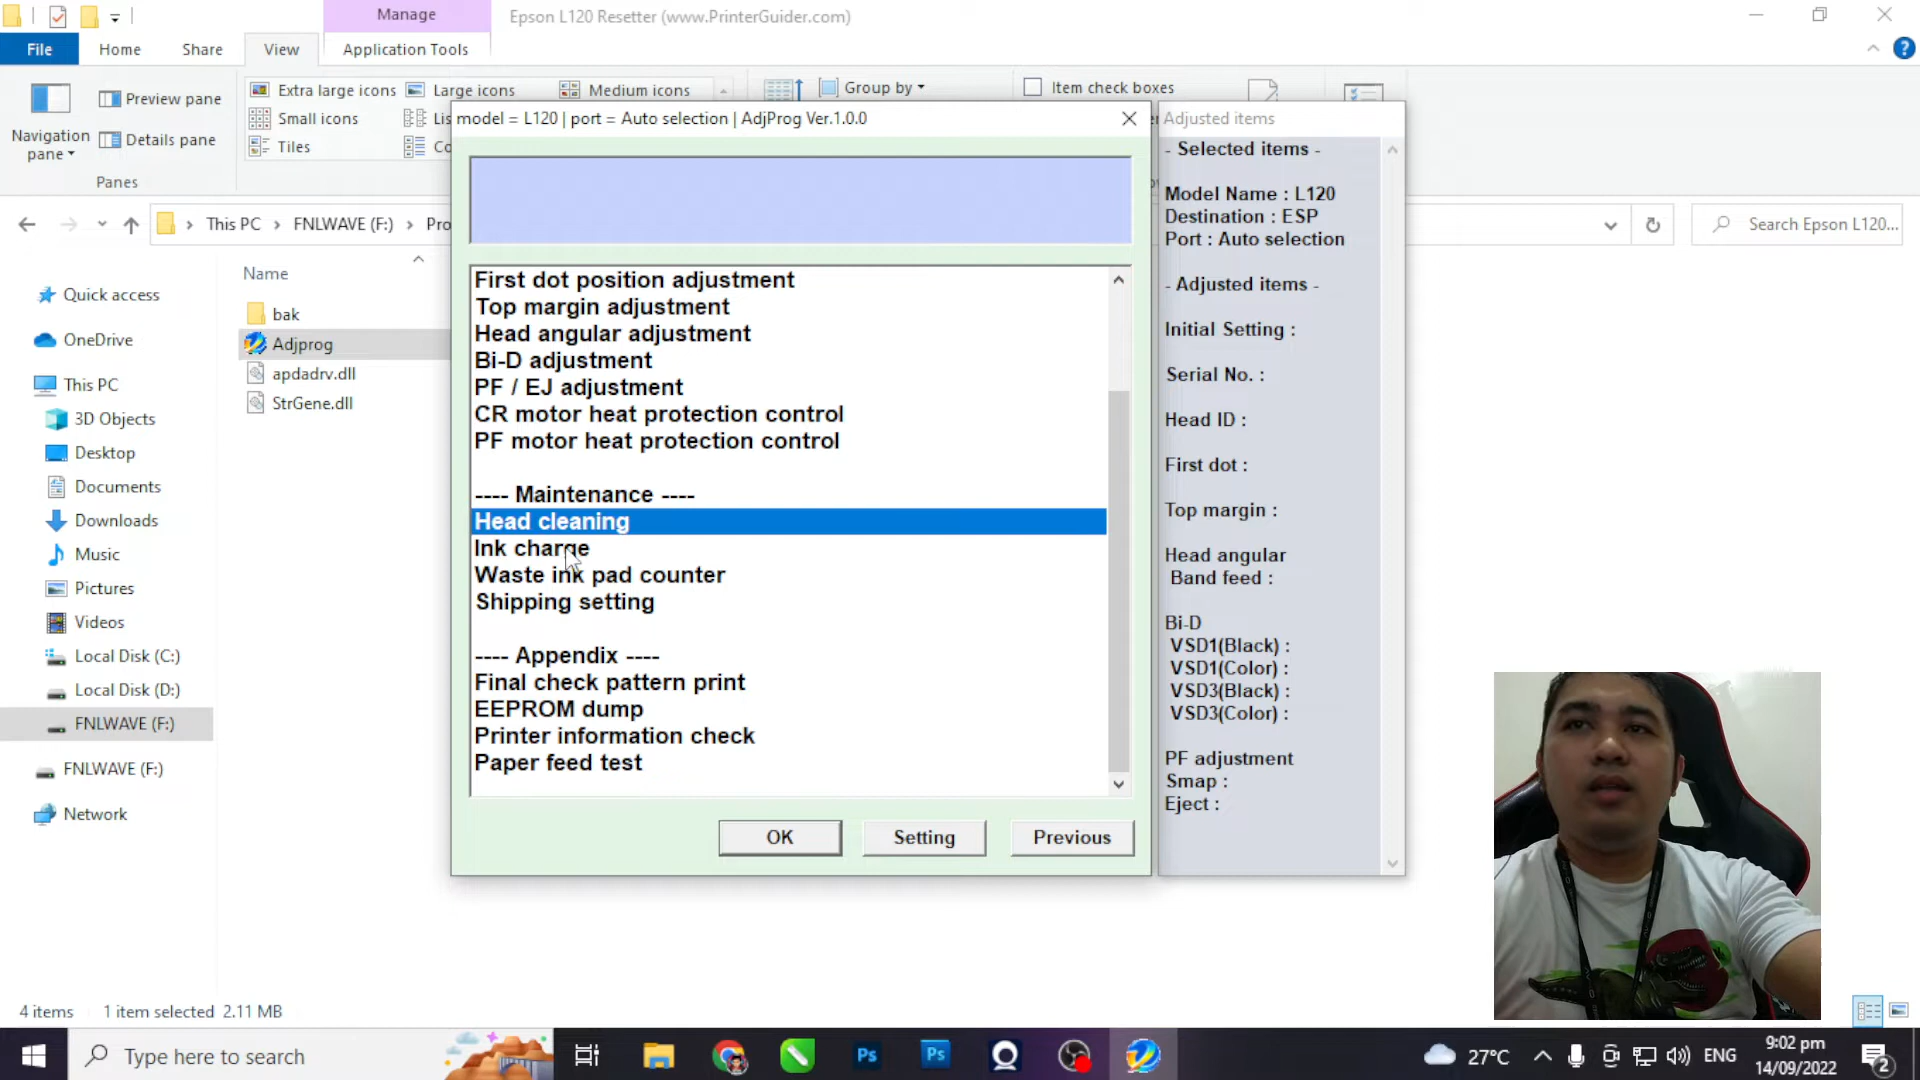 Manage
Epson L120 Resetter (www.PrinterGuider.com)
File
Home
Share
View
Application Tools
Navigation
pane
Preview pane
Details pane
Panes
Extra large icons
Large icons
Medium icons
Small icons
Tiles
Group by
Item check boxes
This PC
FNLWAVE (F:)
Search Epson L120...
Quick access
OneDrive
This PC
3D Objects
Desktop
Documents
Downloads
Music
Pictures
Videos
Local Disk (C:)
Local Disk (D:)
FNLWAVE (F:)
FNLWAVE (F:)
Network
Name
bak
Adjprog
apdadrv.dll
StrGene.dll
model = L120 | port = Auto selection | AdjProg Ver.1.0.0
First dot position adjustment
Top margin adjustment
Head angular adjustment
Bi-D adjustment
PF / EJ adjustment
CR motor heat protection control
PF motor heat protection control
---- Maintenance ----
Head cleaning
Ink charge
Waste ink pad counter
Shipping setting
---- Appendix ----
Final check pattern print
EEPROM dump
Printer information check
Paper feed test
OK
Setting
Previous
Adjusted items
- Selected items -
Model Name : L120
Destination : ESP
Port : Auto selection
- Adjusted items -
Initial Setting :
Serial No. :
Head ID :
First dot :
Top margin :
Head angular
Band feed :
Bi-D
VSD1(Black) :
VSD1(Color) :
VSD3(Black) :
VSD3(Color) :
PF adjustment
Smap :
Eject :
4 items
1 item selected 2.11 MB
Type here to search
Ps
Ps
27°C
ENG
9:02 pm
14/09/2022
2